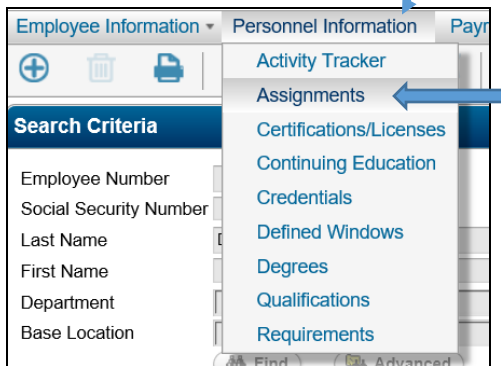 Employee Information Personnel Information
Activity Tracker
Assignments
Search Criteria
Certifications/Licenses
Continuing Education
Employee Number
Credentials
Social Security Number
Defined Windows
Last Name
Degrees
First Name
Qualifications
Department
Requirements
Base Location
Find Advanced